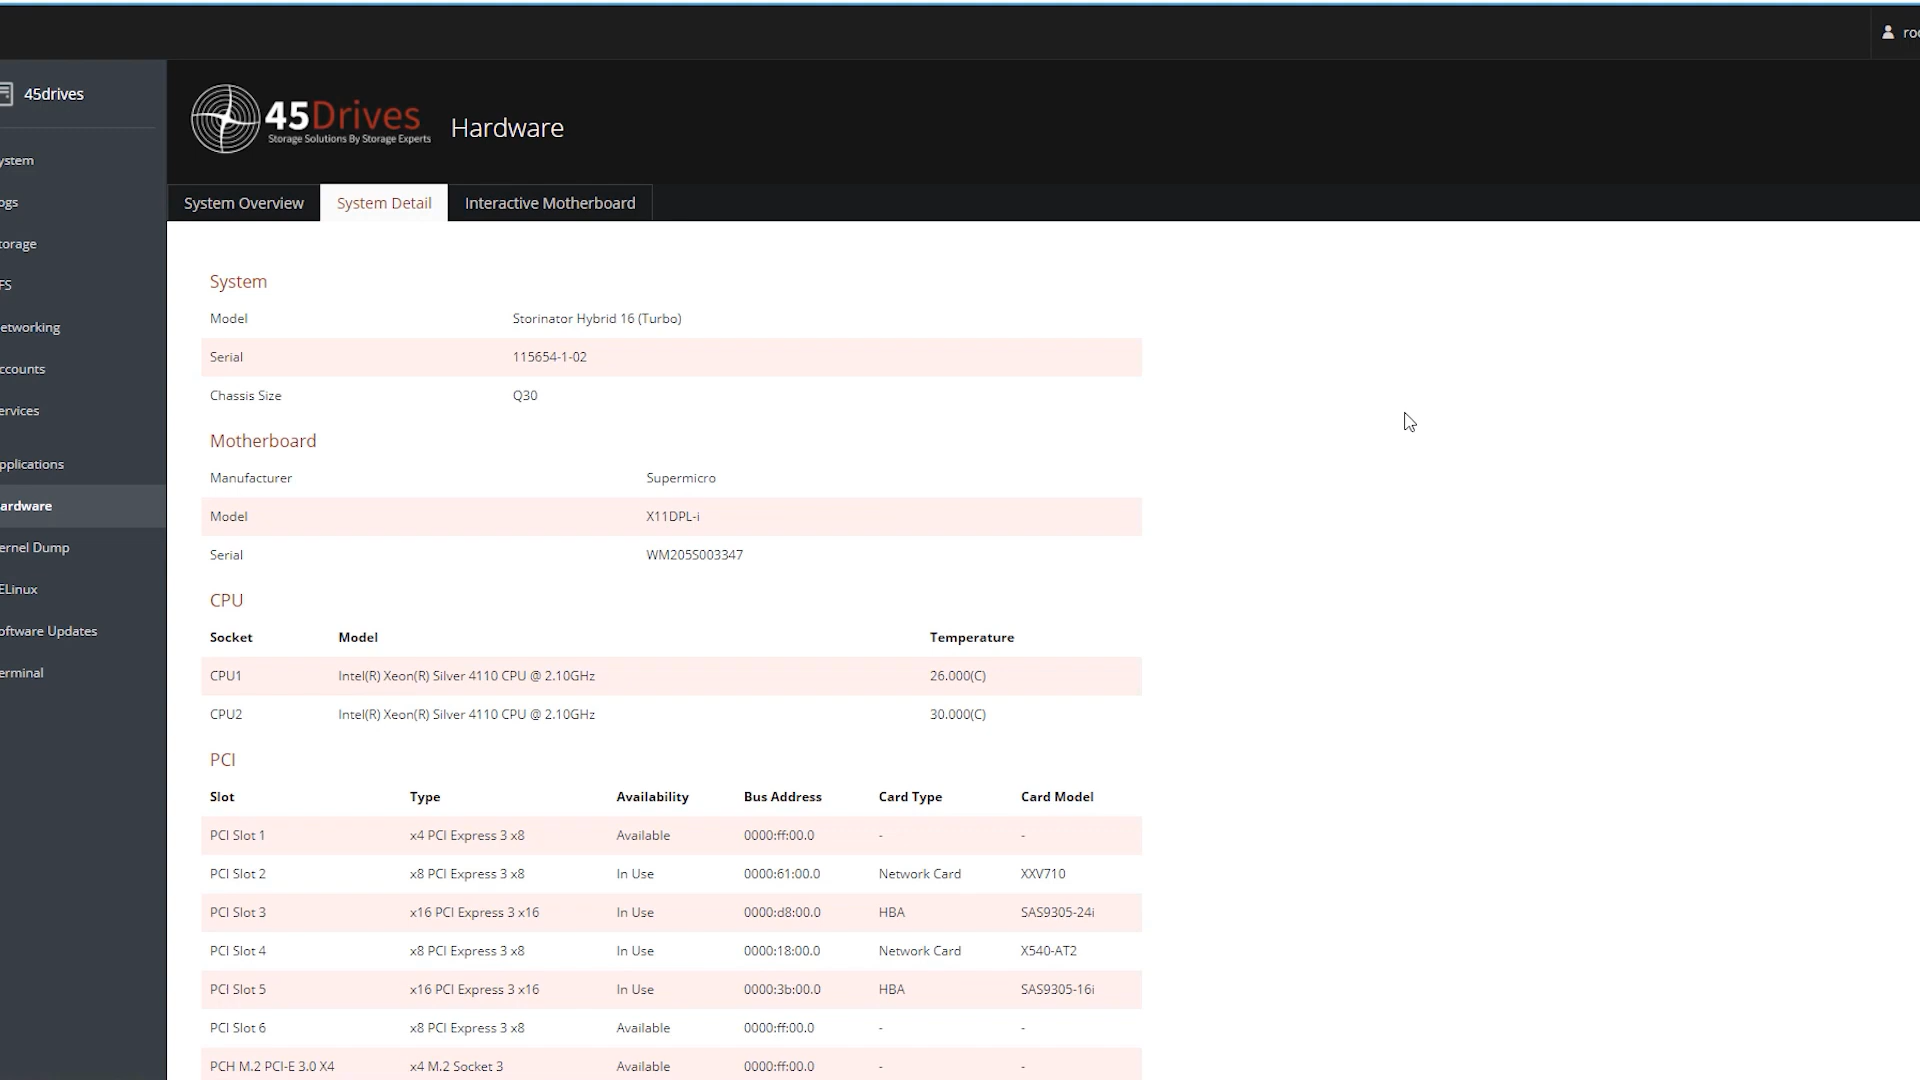 roo
45drives
45Drives
Storage Solutions By Storage Experts
Hardware
ystem
ogs
torage
FS
etworking
ccounts
ervices
pplications
ardware
ernel Dump
ELinux
oftware Updates
erminal
System Overview System Detail Interactive Motherboard
System
Model Storinator Hybrid 16 (Turbo)
Serial 115654-1-02
Chassis Size Q30
Motherboard
Manufacturer Supermicro
Model X11DPL-i
Serial WM205S003347
CPU
Socket Model Temperature
CPU1 Intel(R) Xeon(R) Silver 4110 CPU @ 2.10GHz 26.000(C)
CPU2 Intel(R) Xeon(R) Silver 4110 CPU @ 2.10GHz 30.000(C)
PCI
Slot Type Availability Bus Address Card Type Card Model
PCI Slot 1 x4 PCI Express 3 x8 Available 0000:ff:00.0 - -
PCI Slot 2 x8 PCI Express 3 x8 In Use 0000:61:00.0 Network Card XXV710
PCI Slot 3 x16 PCI Express 3 x16 In Use 0000:d8:00.0 HBA SAS9305-24i
PCI Slot 4 x8 PCI Express 3 x8 In Use 0000:18:00.0 Network Card X540-AT2
PCI Slot 5 x16 PCI Express 3 x16 In Use 0000:3b:00.0 HBA SAS9305-16i
PCI Slot 6 x8 PCI Express 3 x8 Available 0000:ff:00.0 - -
PCH M.2 PCI-E 3.0 X4 x4 M.2 Socket 3 Available 0000:ff:00.0 - -